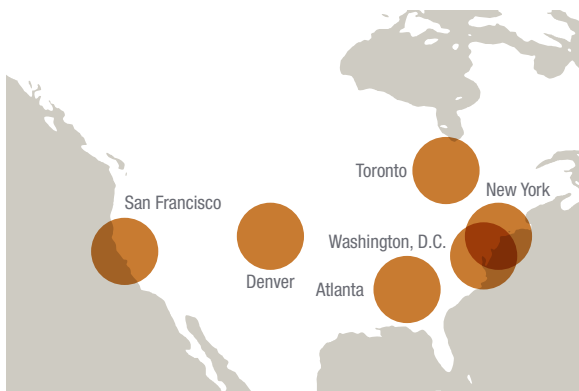 Toronto
New York
San Francisco
Washington, D.C.
Denver
Atlanta